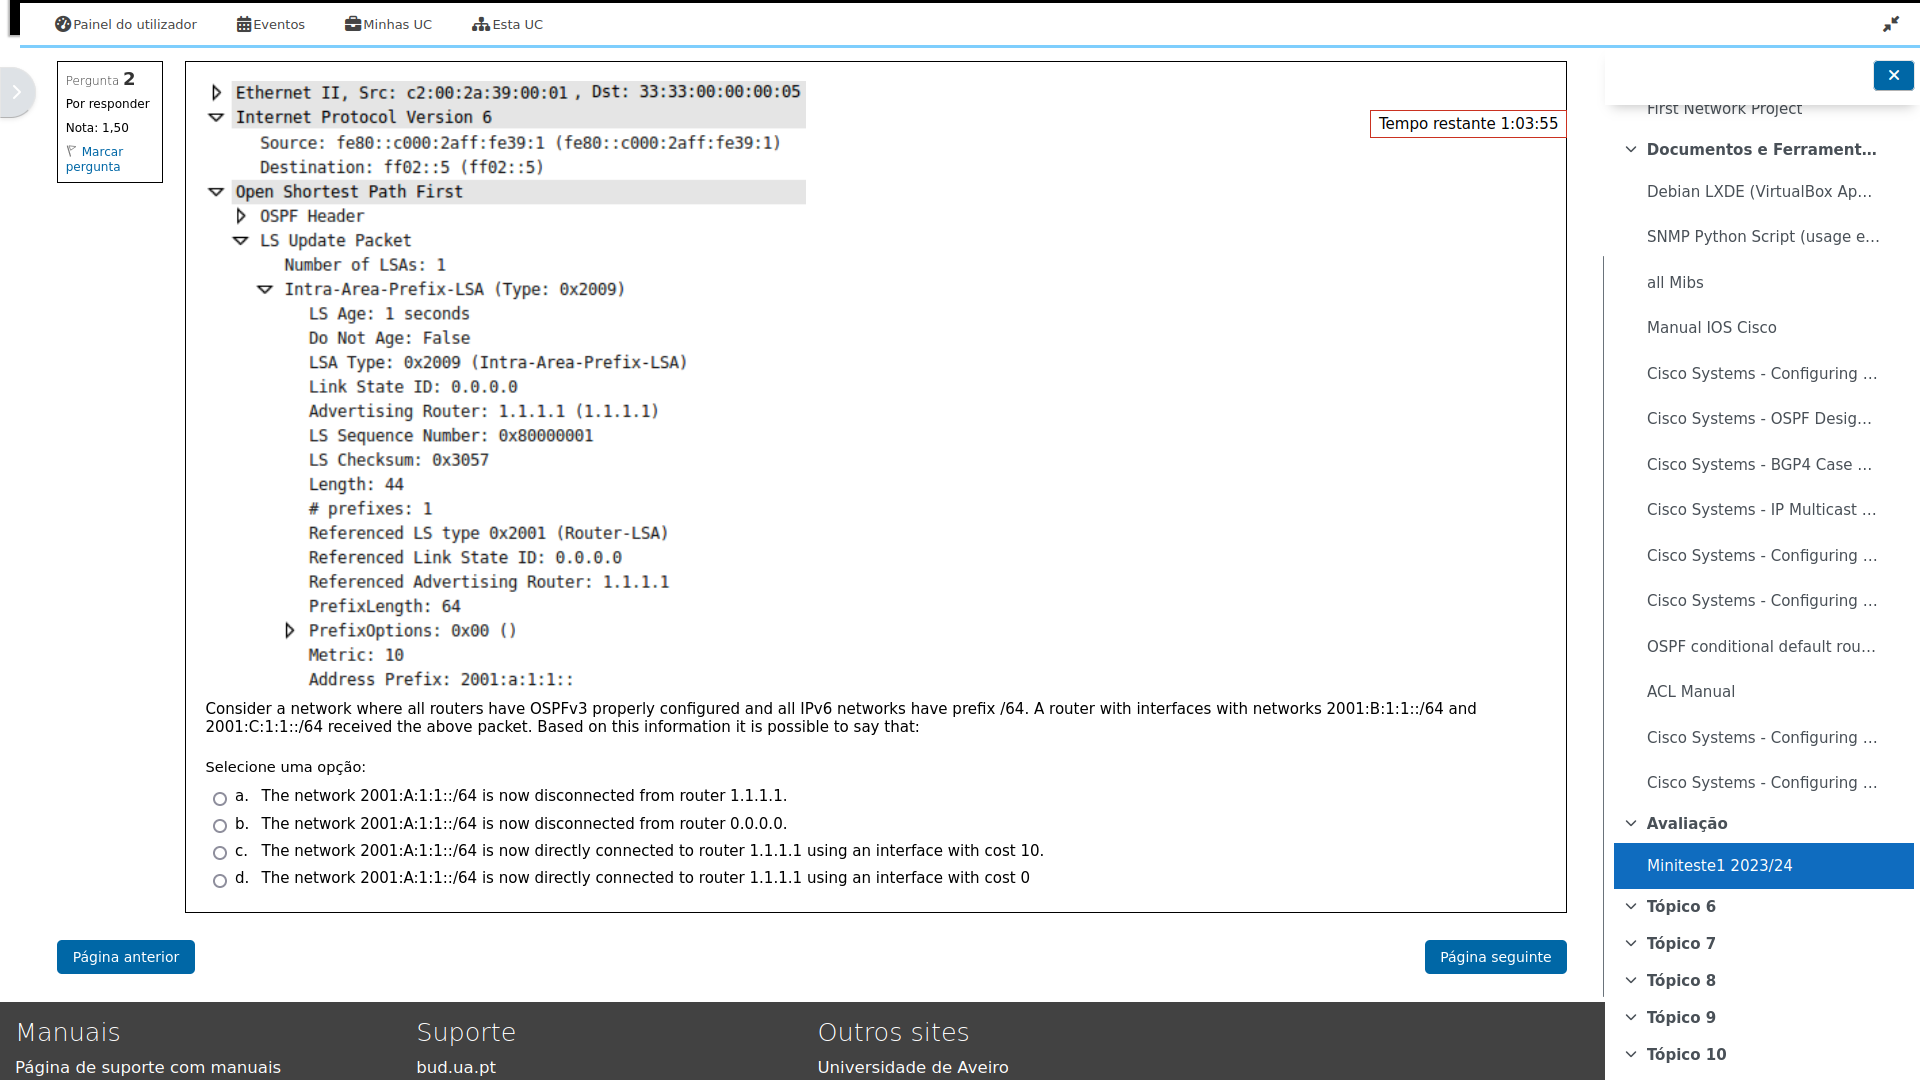 Painel do utilizador Eventos Minhas UC Esta UC
Pergunta 2
Por responder
Nota: 1,50
Marcar
pergunta
Ethernet II, Src: c2:00:2a:39:00:01 , Dst: 33:33:00:00:00:05
Internet Protocol Version 6
Source: fe80::c000:2aff:fe39:1 (fe80::c000:2aff:fe39:1)
Destination: ff02::5 (ff02::5)
Open Shortest Path First
OSPF Header
LS Update Packet
Number of LSAs: 1
Intra-Area-Prefix-LSA (Type: 0x2009)
LS Age: 1 seconds
Do Not Age: False
LSA Type: 0x2009 (Intra-Area-Prefix-LSA)
Link State ID: 0.0.0.0
Advertising Router: 1.1.1.1 (1.1.1.1)
LS Sequence Number: 0x80000001
LS Checksum: 0x3057
Length: 44
# prefixes: 1
Referenced LS type 0x2001 (Router-LSA)
Referenced Link State ID: 0.0.0.0
Referenced Advertising Router: 1.1.1.1
PrefixLength: 64
PrefixOptions: 0x00 ()
Metric: 10
Address Prefix: 2001:a:1:1::
Tempo restante 1:03:55
Consider a network where all routers have OSPFv3 properly configured and all IPv6 networks have prefix /64. A router with interfaces with networks 2001:B:1:1::/64 and
2001:C:1:1::/64 received the above packet. Based on this information it is possible to say that:
Selecione uma opção:
a. The network 2001:A:1:1::/64 is now disconnected from router 1.1.1.1.
b. The network 2001:A:1:1::/64 is now disconnected from router 0.0.0.0.
c. The network 2001:A:1:1::/64 is now directly connected to router 1.1.1.1 using an interface with cost 10.
d. The network 2001:A:1:1::/64 is now directly connected to router 1.1.1.1 using an interface with cost 0
Página anterior
Página seguinte
First Network Project
Documentos e Ferrament...
Debian LXDE (VirtualBox Ap...
SNMP Python Script (usage e...
all Mibs
Manual IOS Cisco
Cisco Systems - Configuring ...
Cisco Systems - OSPF Desig...
Cisco Systems - BGP4 Case ...
Cisco Systems - IP Multicast ...
Cisco Systems - Configuring ...
Cisco Systems - Configuring ...
OSPF conditional default rou...
ACL Manual
Cisco Systems - Configuring ...
Cisco Systems - Configuring ...
Avaliação
Miniteste1 2023/24
Tópico 6
Tópico 7
Tópico 8
Tópico 9
Tópico 10
Manuais
Página de suporte com manuais
Suporte
bud.ua.pt
Outros sites
Universidade de Aveiro